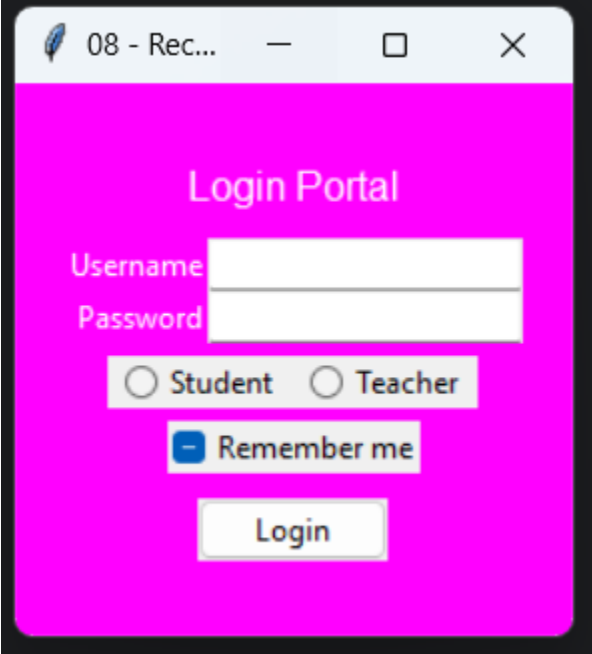 08 - Rec...
Login Portal
Username
Password
Student Teacher
Remember me
Login